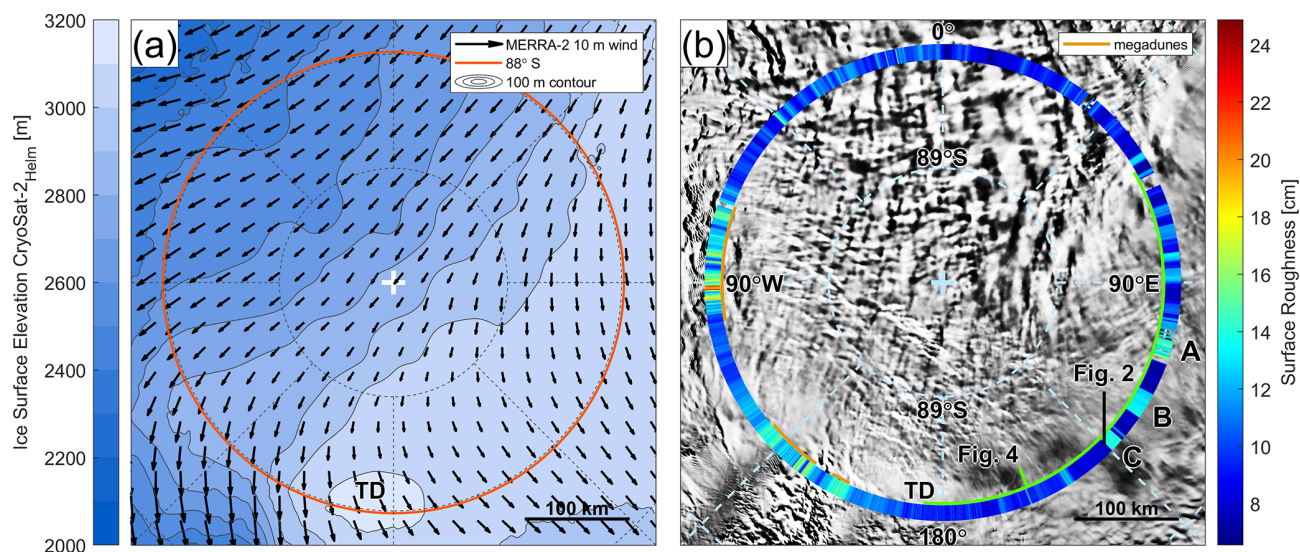 Ice Surface Elevation CryoSat-2Helm [m]
3200
3000
2800
2600
2400
2200
2000
(a)
MERRA-2 10 m wind
88° S
100 m contour
TD
100 km
(b)
0°
megadunes
89°S
90°W
90°E
A
Fig. 2
B
89°S
C
Fig. 4
TD
100 km
180°
24
22
20
18
16
14
12
10
8
Surface Roughness [cm]